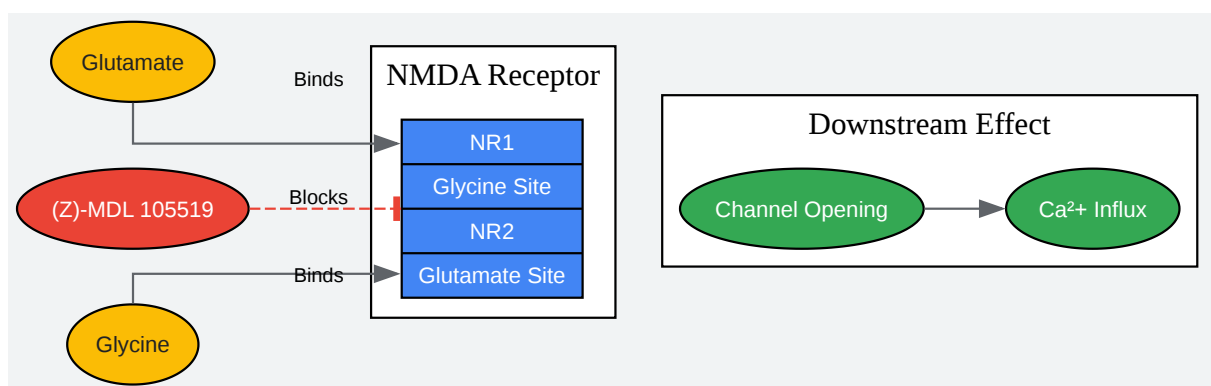 Glutamate
Binds
NMDA Receptor
NR1
Glycine Site
NR2
Glutamate Site
(Z)-MDL 105519
Blocks
Binds
Glycine
Downstream Effect
Channel Opening
Ca²+ Influx